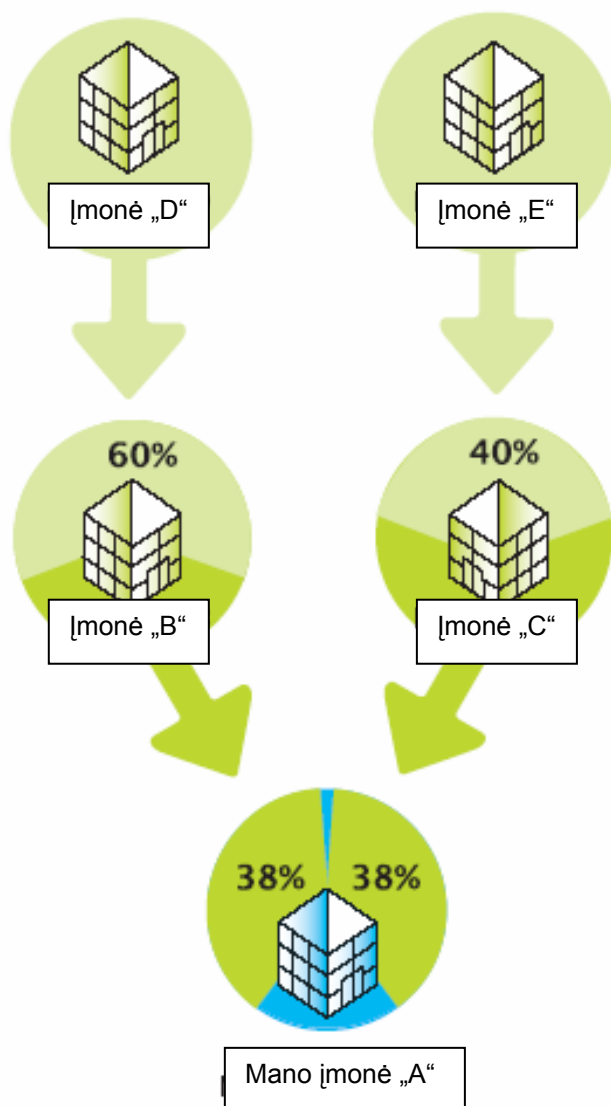 Įmonė „D“
Įmonė „E“
60%
40%
Įmonė „B“
Įmonė „C“
38%
38%
Mano įmonė „A“